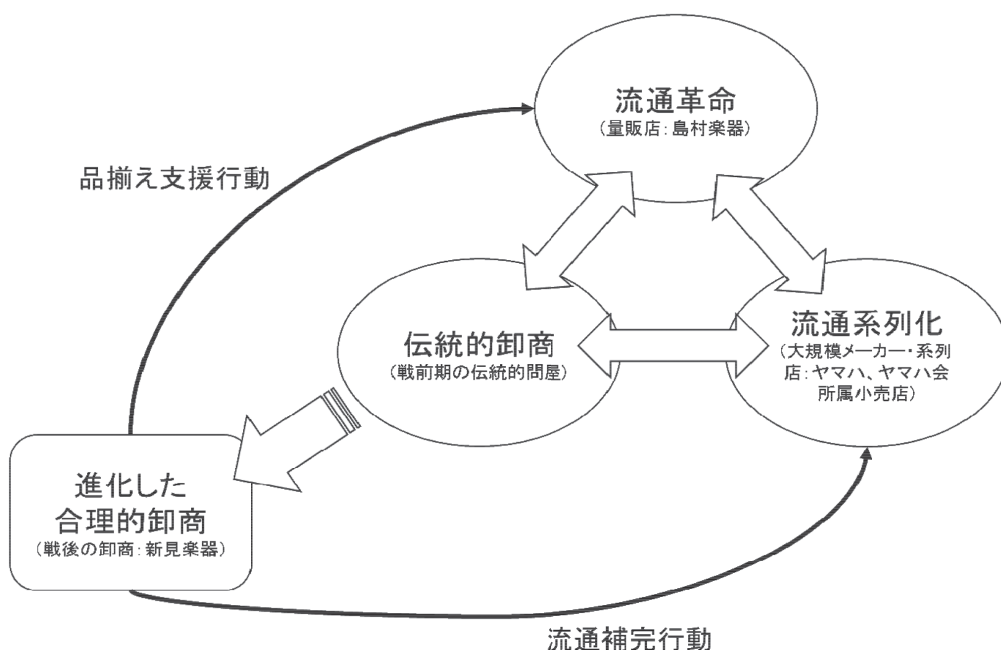 流通革命
(量販店:島村楽器)
品揃え支援行動
伝統的卸商
(戦前期の伝統的問屋)
流通系列化
(大規模メーカー・系列
店:ヤマハ、ヤマハ会
所属小売店)
進化した
合理的卸商
(戦後の卸商:新見楽器)
流通補完行動